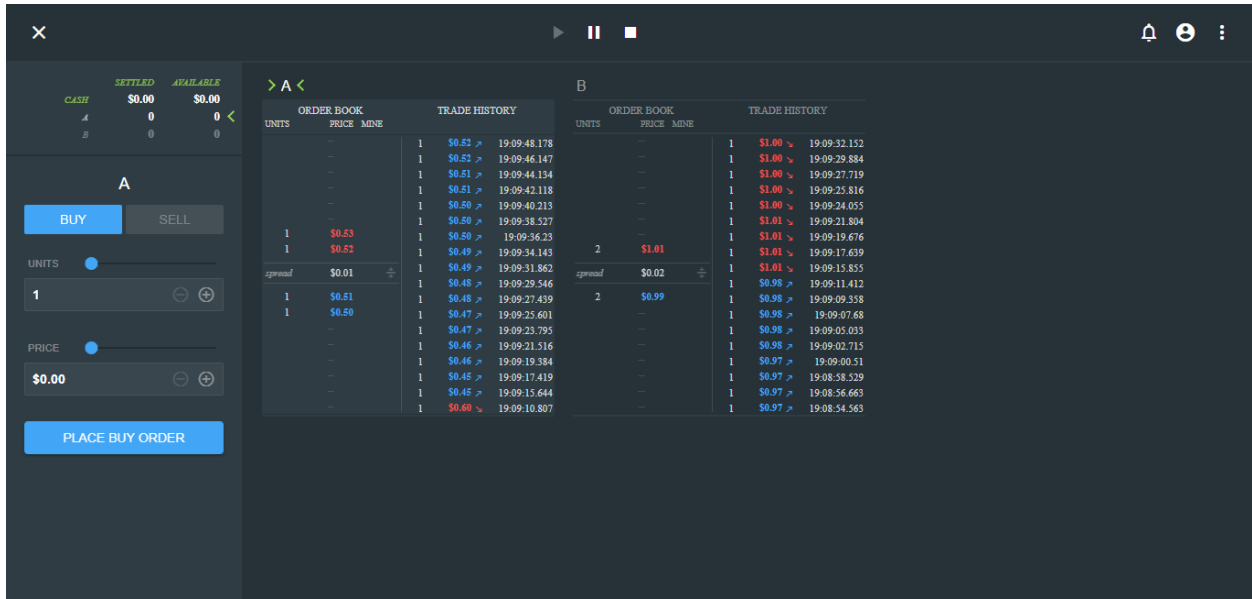 SETTLED AVAILABLE
CASH $0.00 $0.00
A 0 0
B 0 0
A
BUY SELL
UNITS
1
PRICE
$0.00
PLACE BUY ORDER
A
ORDER BOOK TRADE HISTORY
UNITS PRICE MINE
1 $0.52 19:09:48.178
1 $0.52 19:09:46.147
1 $0.51 19:09:44.134
1 $0.51 19:09:42.118
1 $0.50 19:09:40.213
1 $0.50 19:09:38.527
1 $0.53 1 $0.50 19:09:36.23
1 $0.52 1 $0.49 19:09:34.143
spread $0.01 1 $0.49 19:09:31.862
1 $0.48 19:09:29.546
1 $0.51 1 $0.48 19:09:27.439
1 $0.50 1 $0.47 19:09:25.601
1 $0.47 19:09:23.795
1 $0.46 19:09:21.516
1 $0.46 19:09:19.384
1 $0.45 19:09:17.419
1 $0.45 19:09:15.644
1 $0.60 19:09:10.807
B
ORDER BOOK TRADE HISTORY
UNITS PRICE MINE
1 $1.00 19:09:32.152
1 $1.00 19:09:29.884
1 $1.00 19:09:27.719
1 $1.00 19:09:25.816
1 $1.00 19:09:24.055
1 $1.01 19:09:21.804
1 $1.01 19:09:19.676
2 $1.01 1 $1.01 19:09:17.639
spread $0.02 1 $1.01 19:09:15.855
1 $0.98 19:09:11.412
2 $0.99 1 $0.98 19:09:09.358
1 $0.98 19:09:07.68
1 $0.98 19:09:05.033
1 $0.98 19:09:02.715
1 $0.97 19:09:00.51
1 $0.97 19:08:58.529
1 $0.97 19:08:56.663
1 $0.97 19:08:54.563